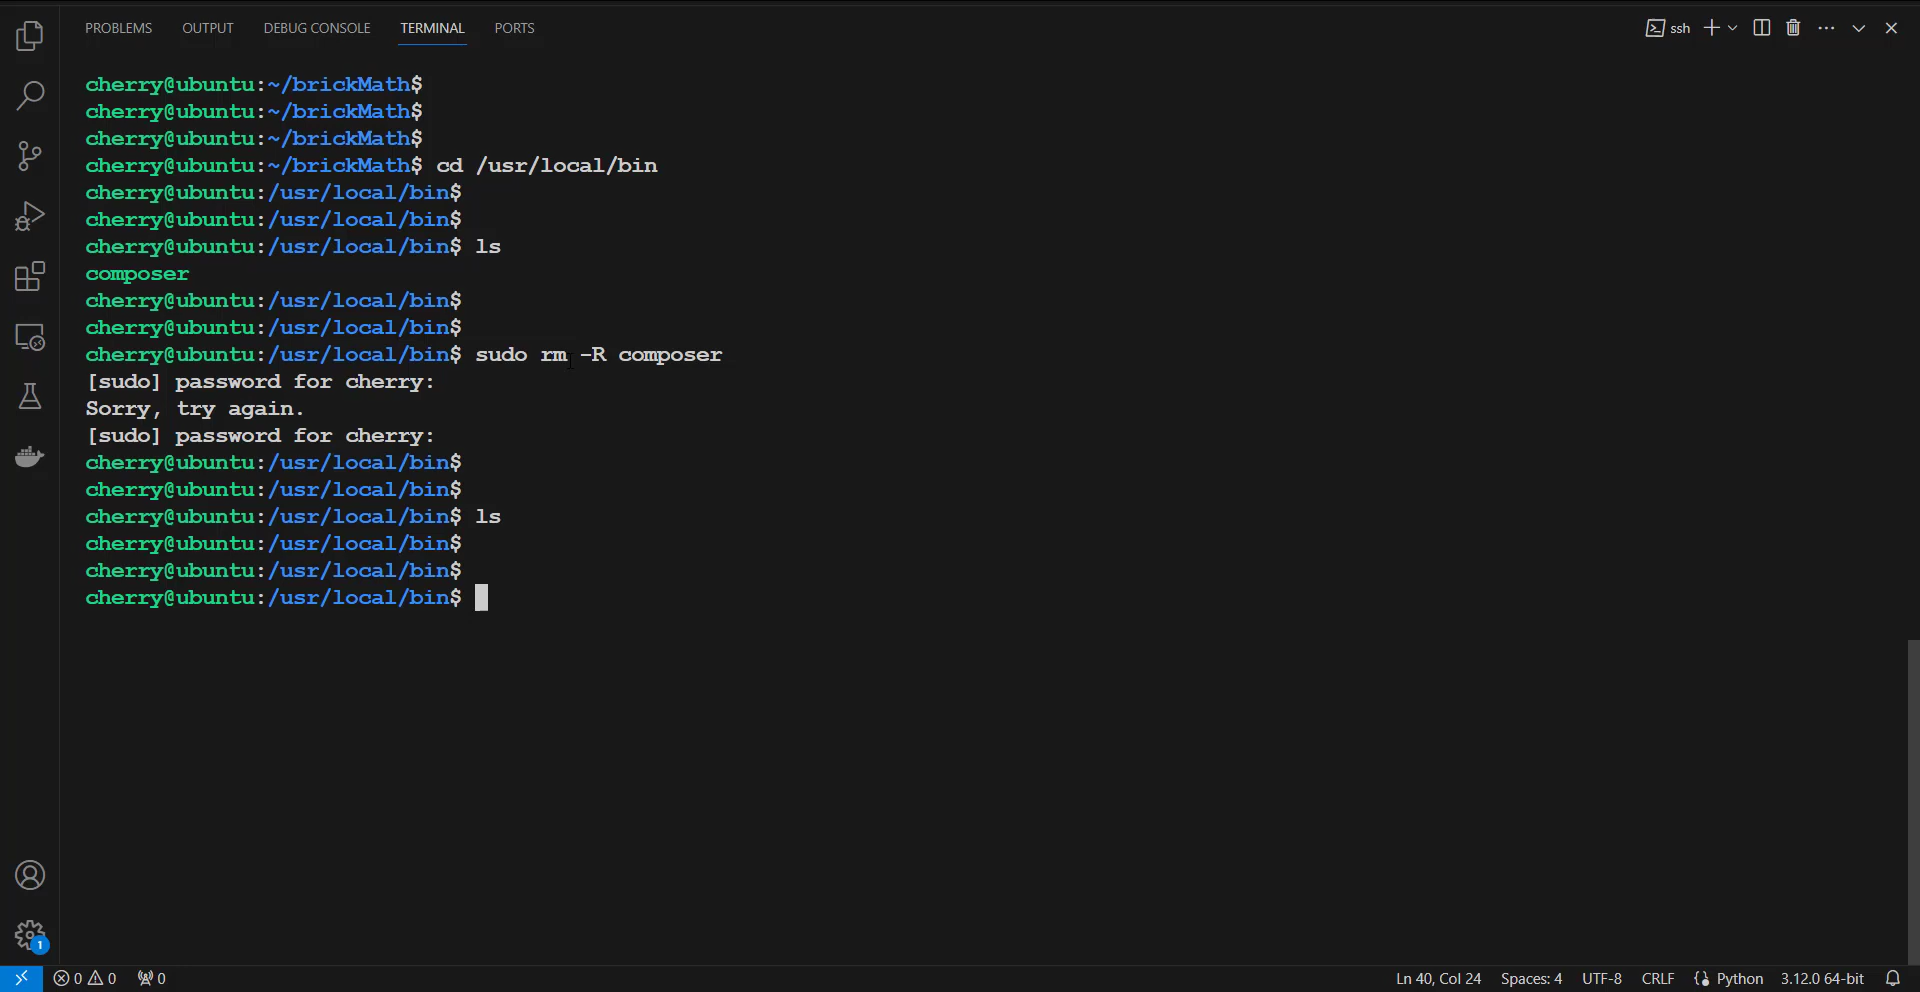 PROBLEMS OUTPUT DEBUG CONSOLE TERMINAL PORTS ssh
cherry@ubuntu:~/brickMath$
cherry@ubuntu:~/brickMath$
cherry@ubuntu:~/brickMath$
cherry@ubuntu:~/brickMath$ cd /usr/local/bin
cherry@ubuntu:/usr/local/bin$
cherry@ubuntu:/usr/local/bin$
cherry@ubuntu:/usr/local/bin$ ls
composer
cherry@ubuntu:/usr/local/bin$
cherry@ubuntu:/usr/local/bin$
cherry@ubuntu:/usr/local/bin$ sudo rm -R composer
[sudo] password for cherry:
Sorry, try again.
[sudo] password for cherry:
cherry@ubuntu:/usr/local/bin$
cherry@ubuntu:/usr/local/bin$
cherry@ubuntu:/usr/local/bin$ ls
cherry@ubuntu:/usr/local/bin$
cherry@ubuntu:/usr/local/bin$
cherry@ubuntu:/usr/local/bin$
1
0 0 0 Ln 40, Col 24 Spaces: 4 UTF-8 CRLF Python 3.12.0 64-bit